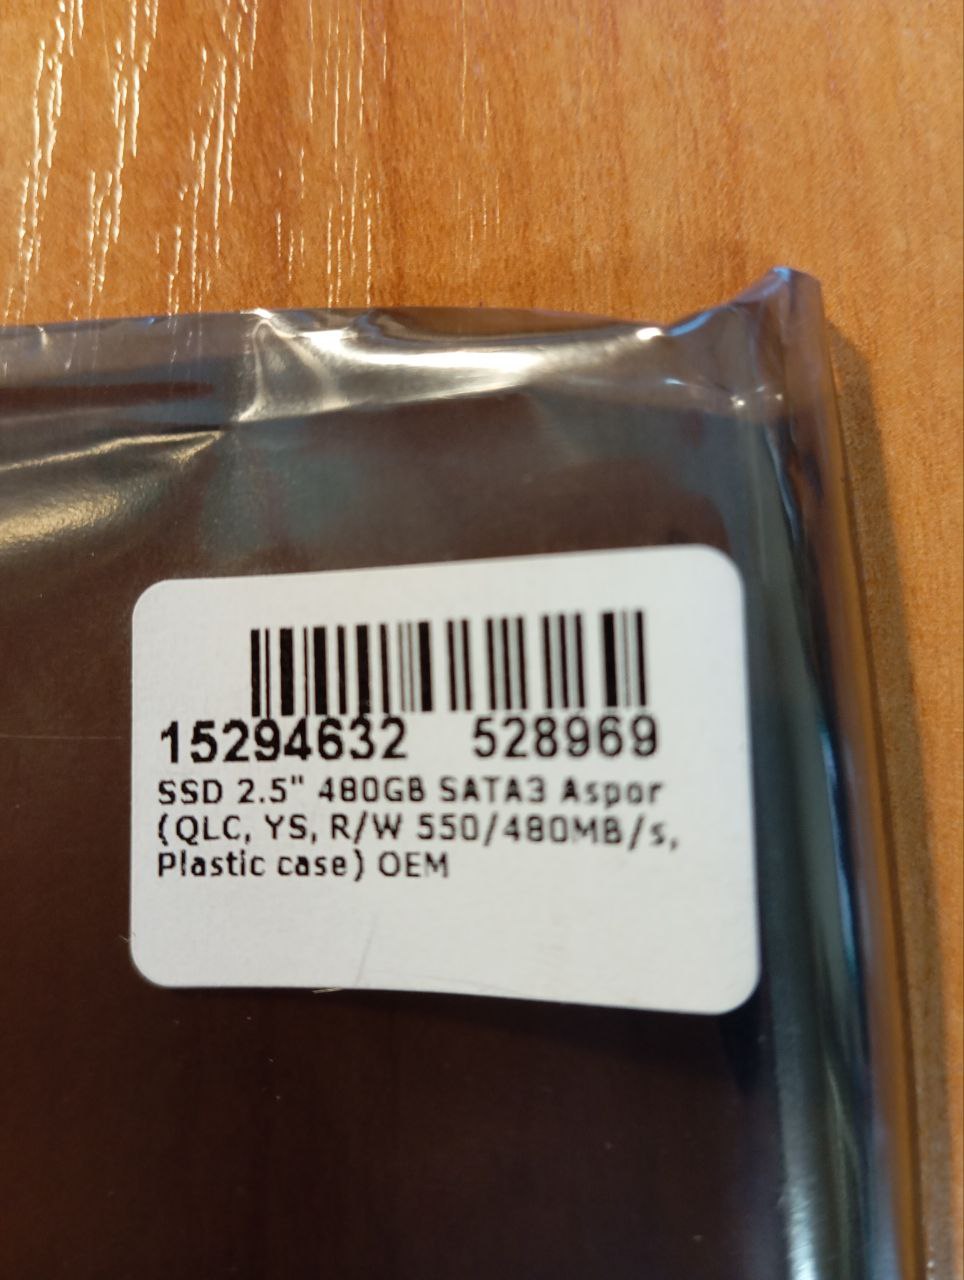 15294632 528969
SSD 2.5" 480GB SATA3 Aspor
(QLC, YS, R/W 550/480MB/s,
Plastic case) OEM